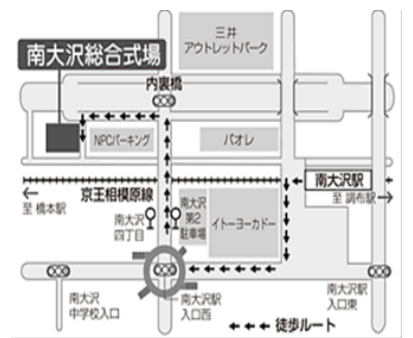 三井
アウトレットパーク
南大沢総合式場
内裏橋
NPCパーキング
パオレ
南大沢駅
京王相模原線
至 橋本駅
至 調布駅
南大沢
四丁目
南大沢
第2
駐車場
イトーヨーカドー
南大沢
中学校入口
南大沢駅
入口西
南大沢駅
入口東
徒歩ルート